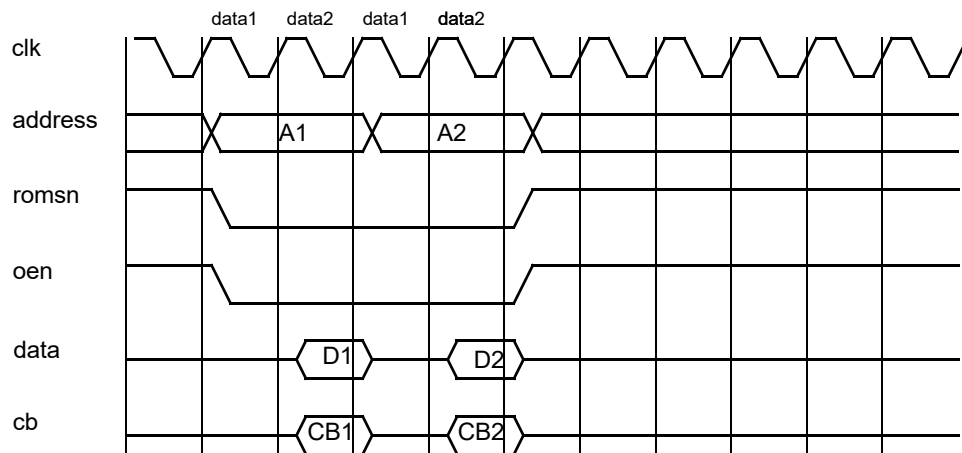 data1 data2 data1 data2
clk
address A1 A2
romsn
oen
data D1 D2
cb CB1 CB2